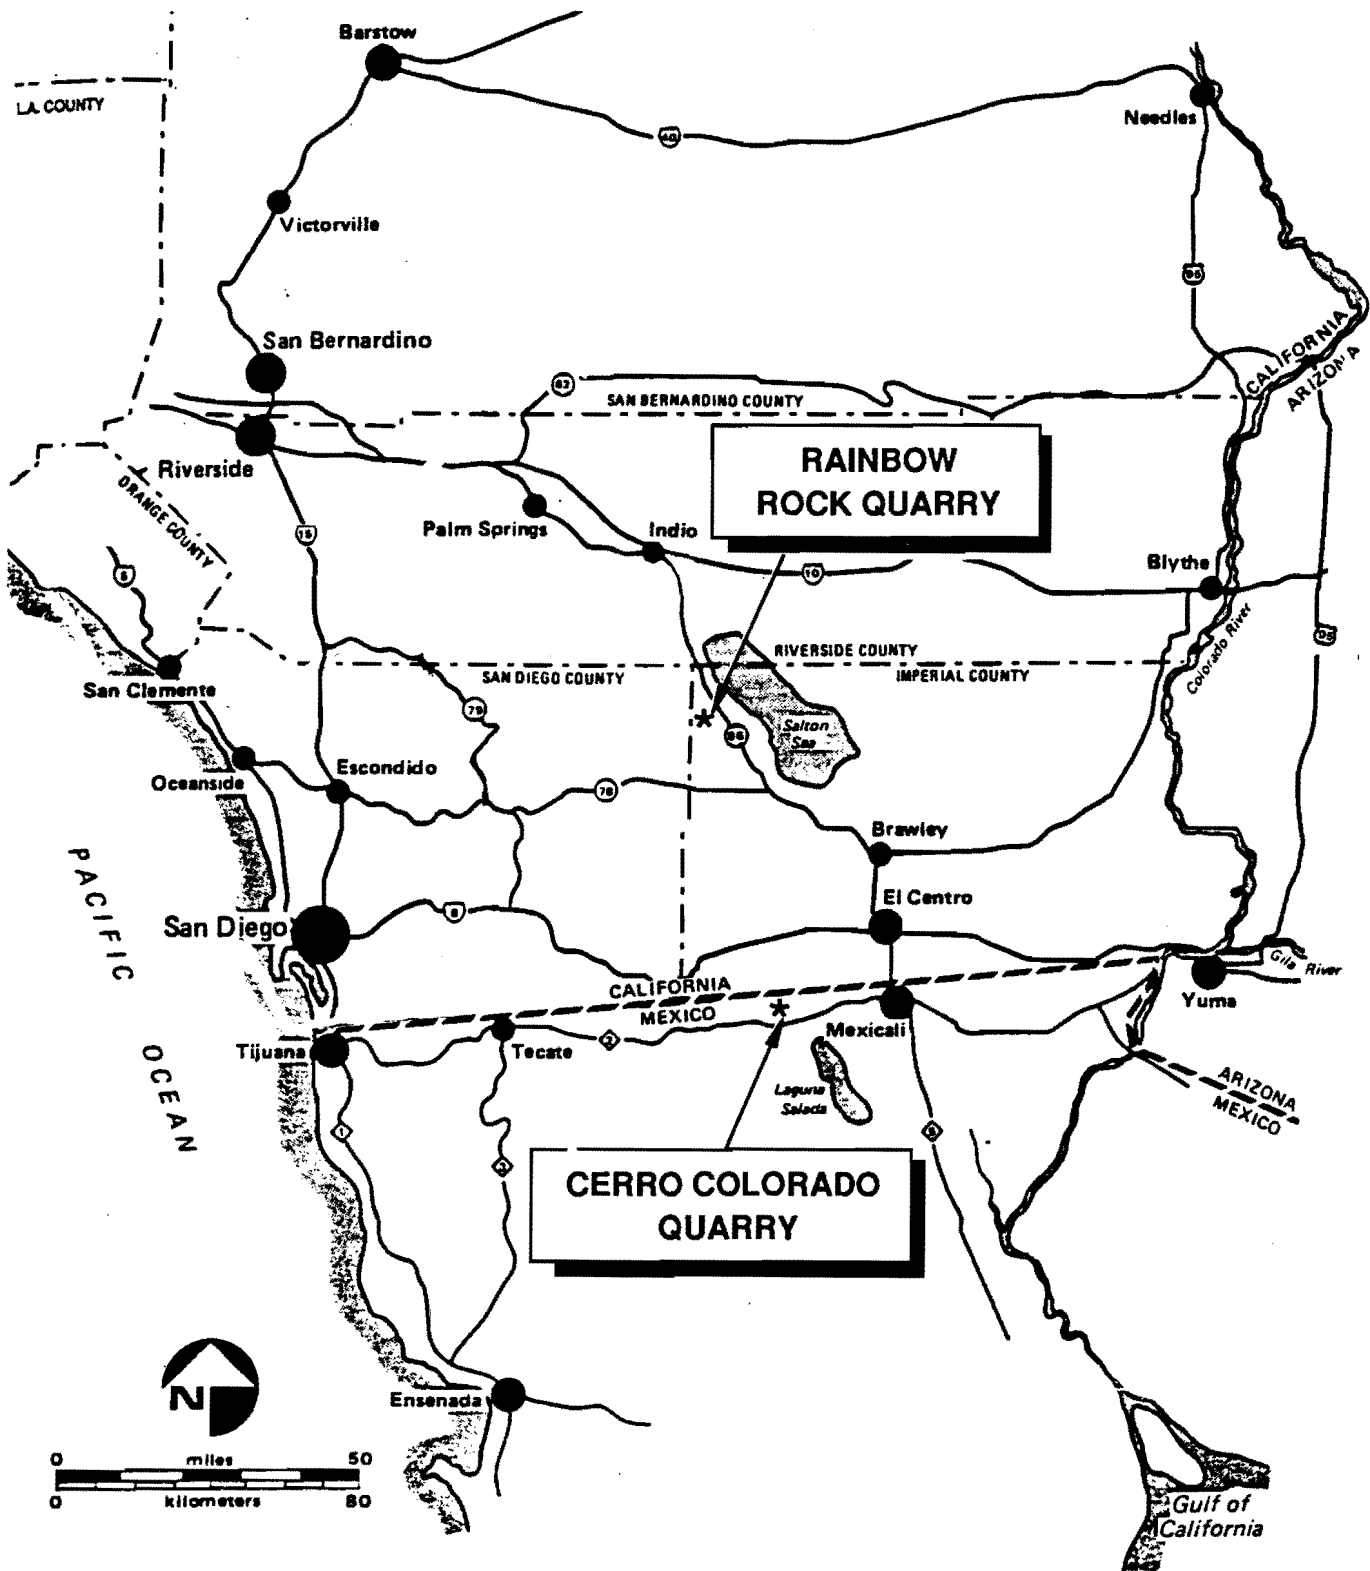 Barstow
L.A. COUNTY
Needles
40
Victorville
95
San Bernardino
CALIFORNIA
ARIZONA
62
SAN BERNARDINO COUNTY
RAINBOW
ROCK QUARRY
Riverside
ORANGE COUNTY
15
Palm Springs
Indio
10
Blythe
5
95
Colorado River
RIVERSIDE COUNTY
IMPERIAL COUNTY
SAN DIEGO COUNTY
San Clemente
79
Salton
Sea
86
Oceanside
Escondido
78
Brawley
El Centro
PACIFIC
OCEAN
San Diego
8
Gila River
Yuma
CALIFORNIA
MEXICO
Mexicali
Tijuana
Tecate
2
Laguna
Salada
ARIZONA
MEXICO
1
3
5
CERRO COLORADO
QUARRY
N
Ensenada
0 miles 50
0 kilometers 80
Gulf of
California